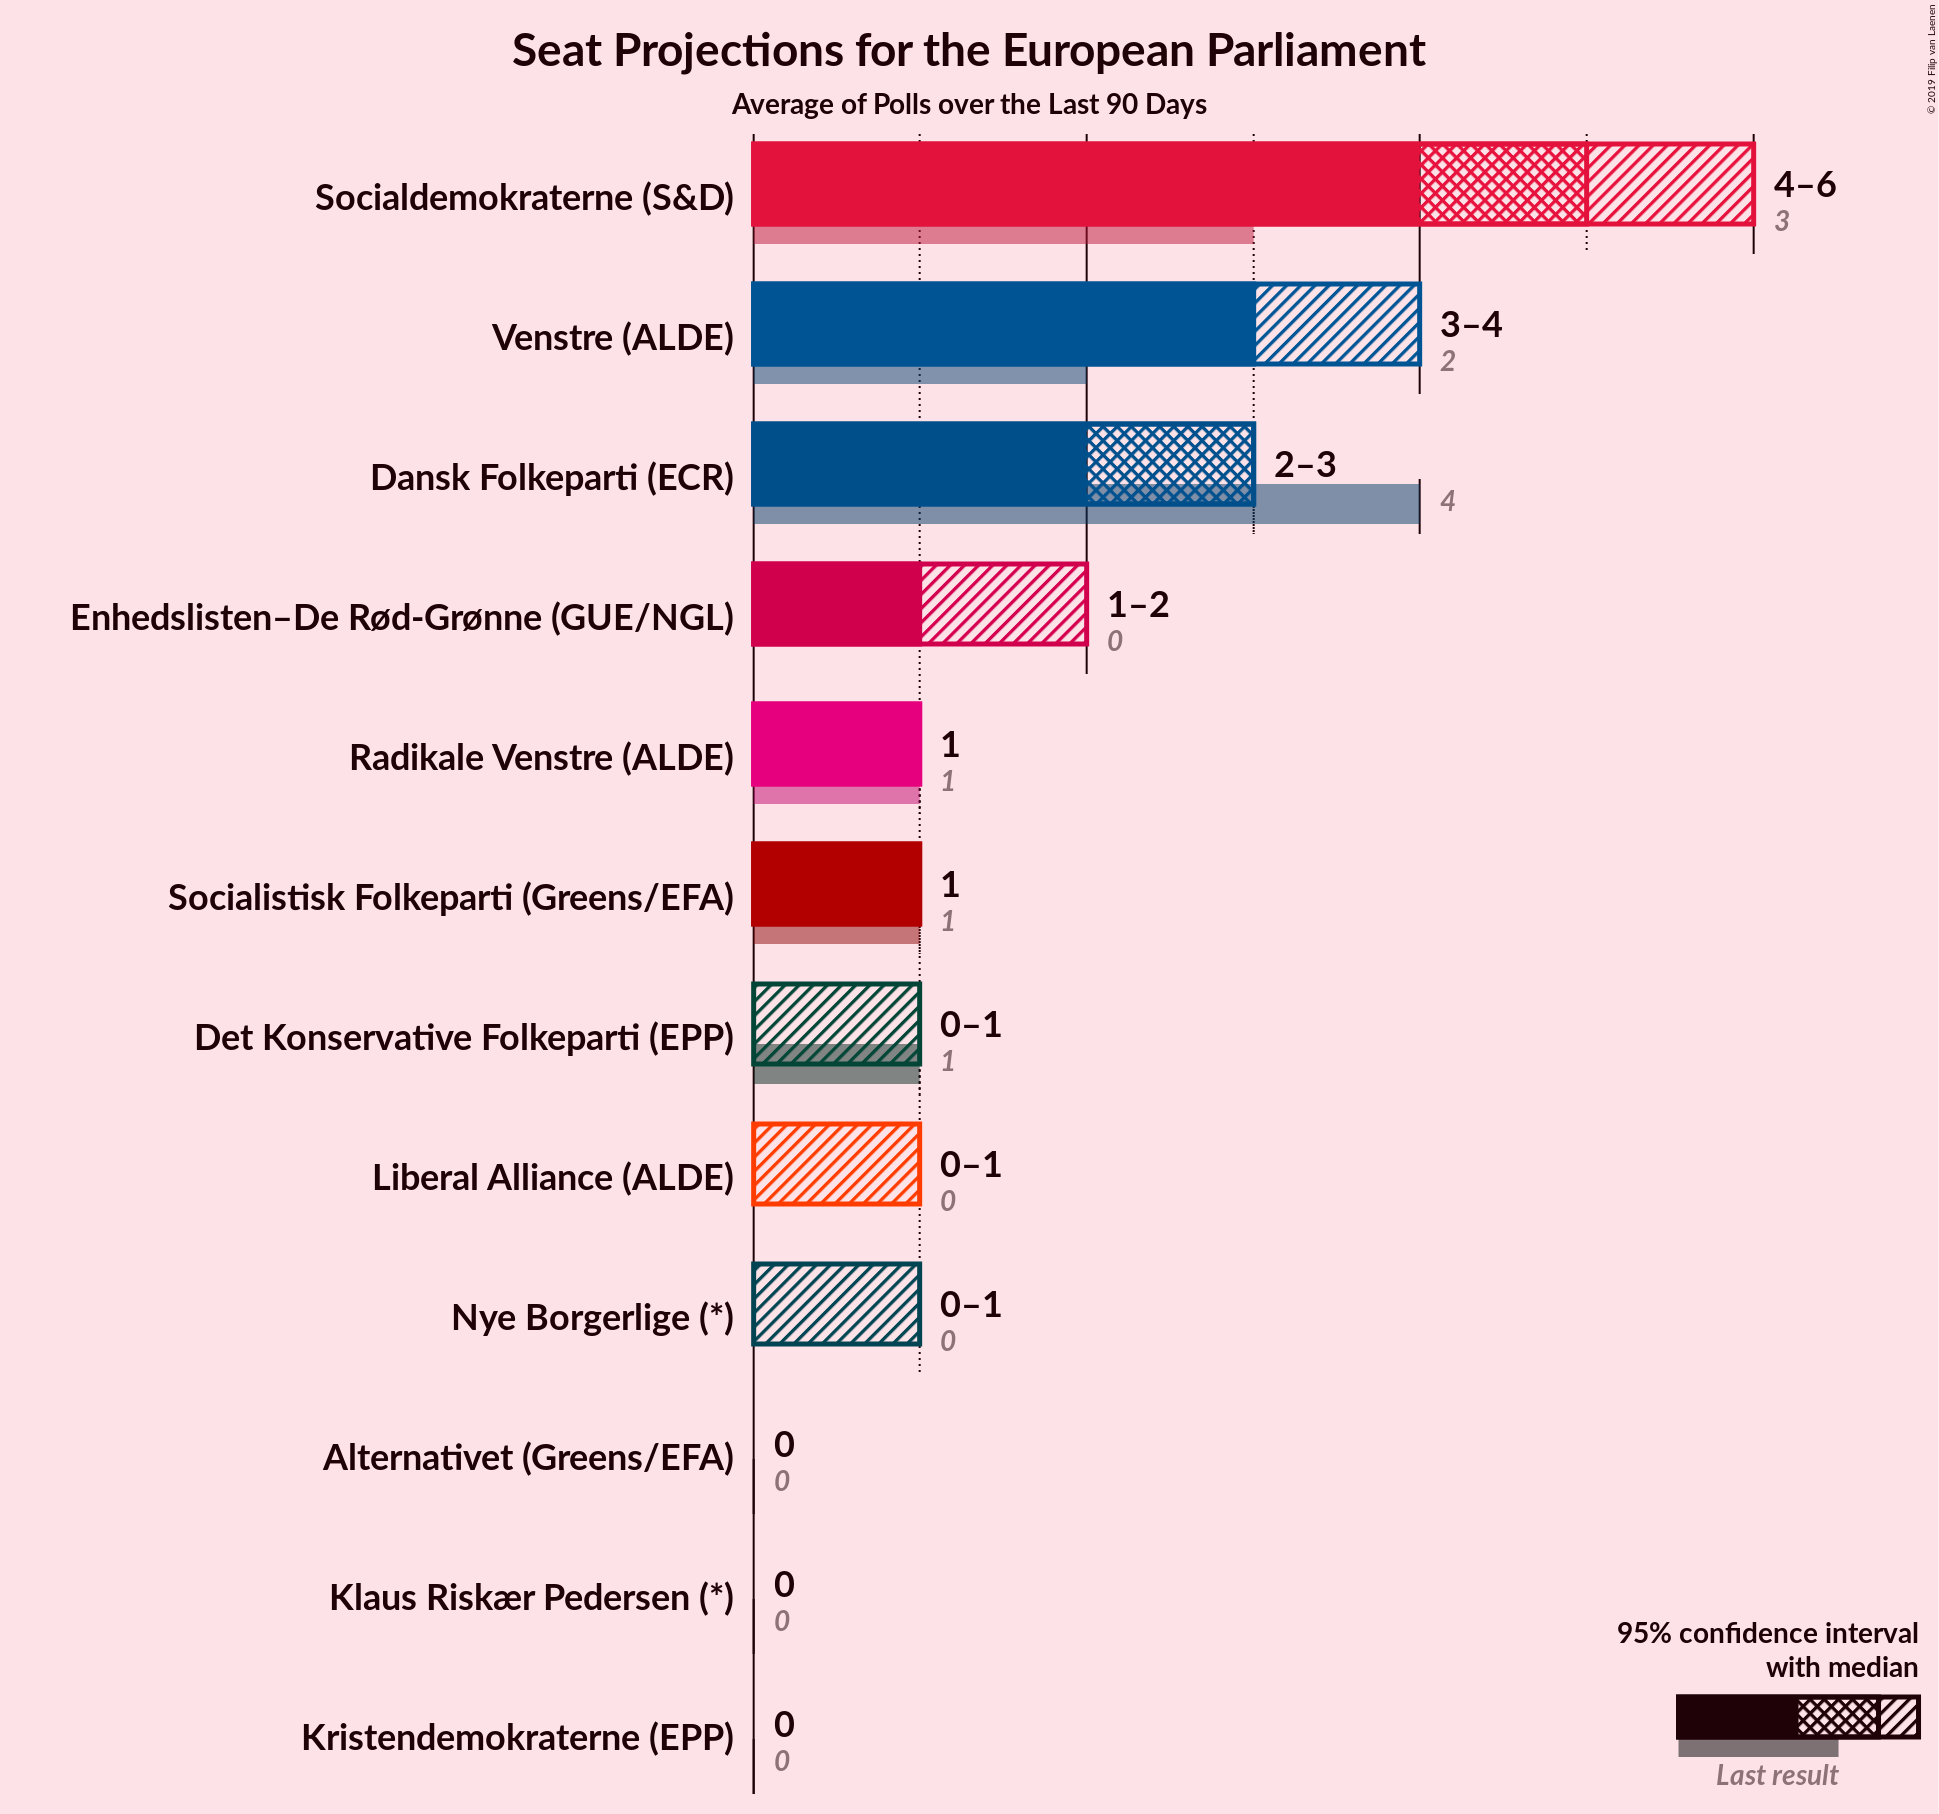 Seat Projections for the European Parliament
Average of Polls over the Last 90 Days
© 2019 Filip van Laenen
Socialdemokraterne (S&D)
4–6
3
Venstre (ALDE)
3–4
2
Dansk Folkeparti (ECR)
2–3
4
Enhedslisten–De Rød-Grønne (GUE/NGL)
1–2
0
Radikale Venstre (ALDE)
1
1
Socialistisk Folkeparti (Greens/EFA)
1
1
Det Konservative Folkeparti (EPP)
0–1
1
Liberal Alliance (ALDE)
0–1
0
Nye Borgerlige (*)
0–1
0
Alternativet (Greens/EFA)
0
0
Klaus Riskær Pedersen (*)
0
0
Kristendemokraterne (EPP)
0
0
95% confidence interval
with median
Last result